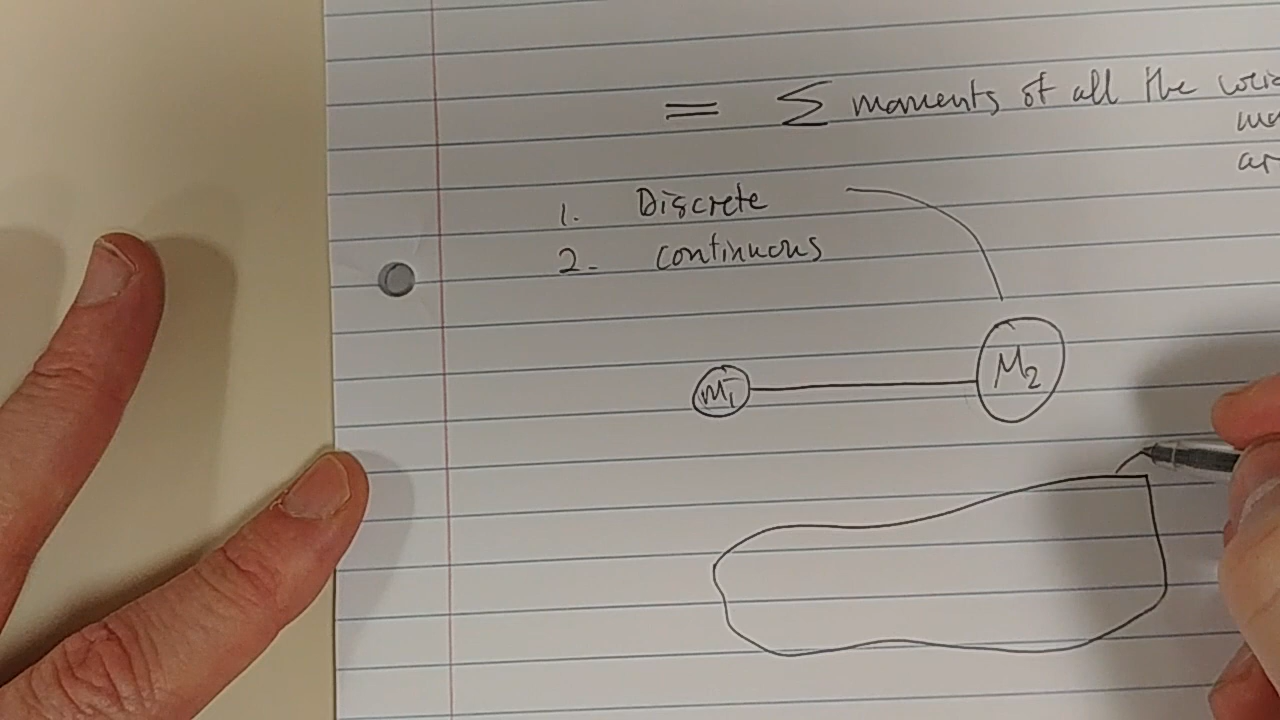 = Σ moments of all the
1. Discrete
2. continuous
M1
M2